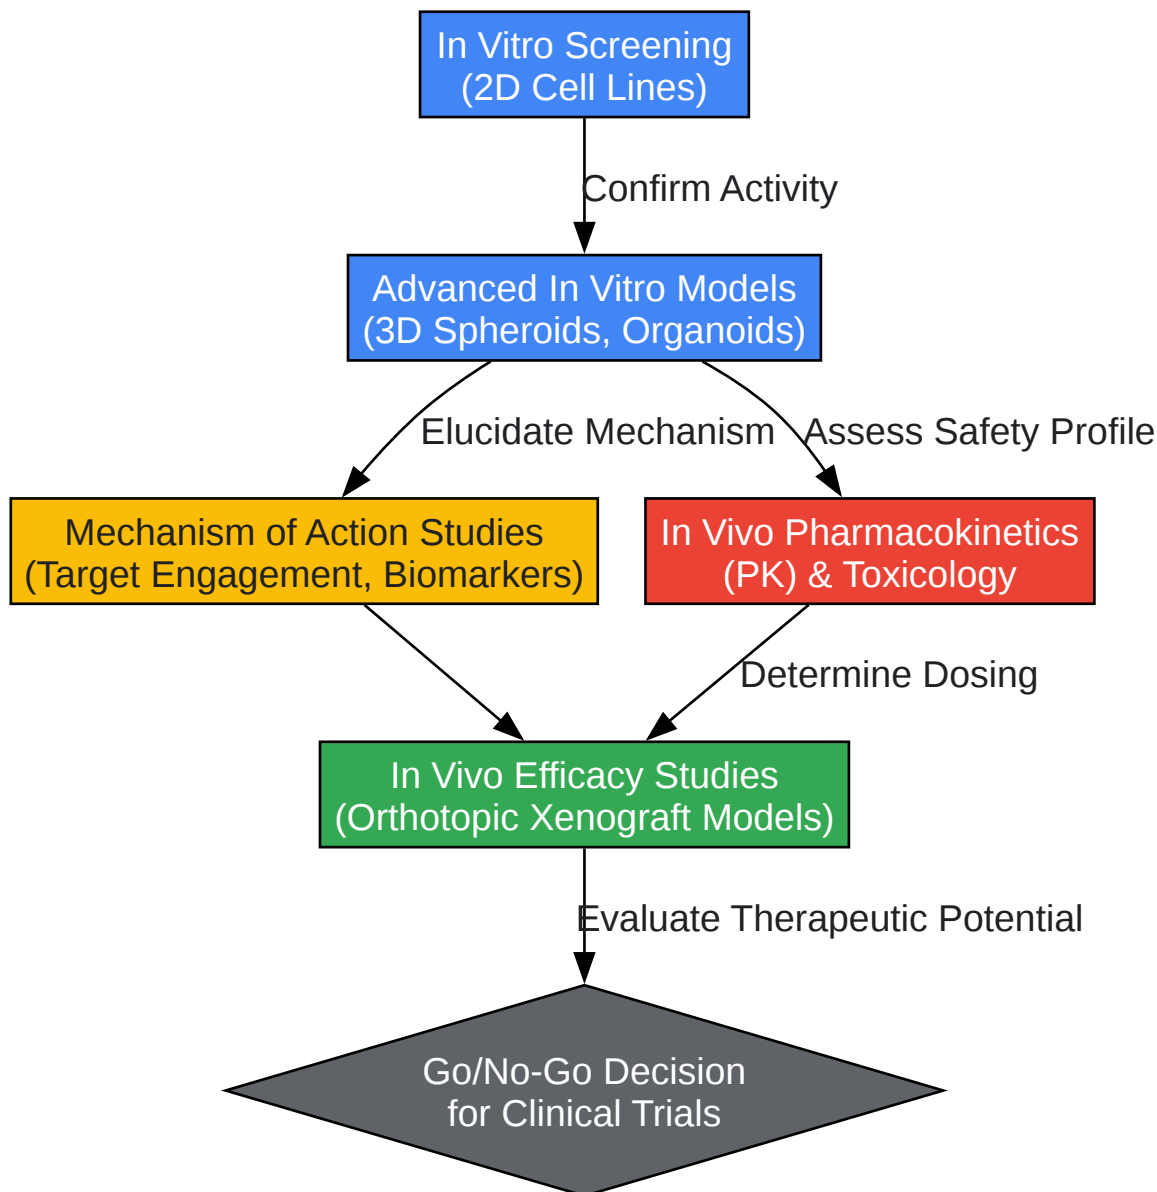 In Vitro Screening
(2D Cell Lines)
Confirm Activity
Advanced In Vitro Models
(3D Spheroids, Organoids)
Elucidate Mechanism
Assess Safety Profile
Mechanism of Action Studies
(Target Engagement, Biomarkers)
In Vivo Pharmacokinetics
(PK) & Toxicology
Determine Dosing
In Vivo Efficacy Studies
(Orthotopic Xenograft Models)
Evaluate Therapeutic Potential
Go/No-Go Decision
for Clinical Trials